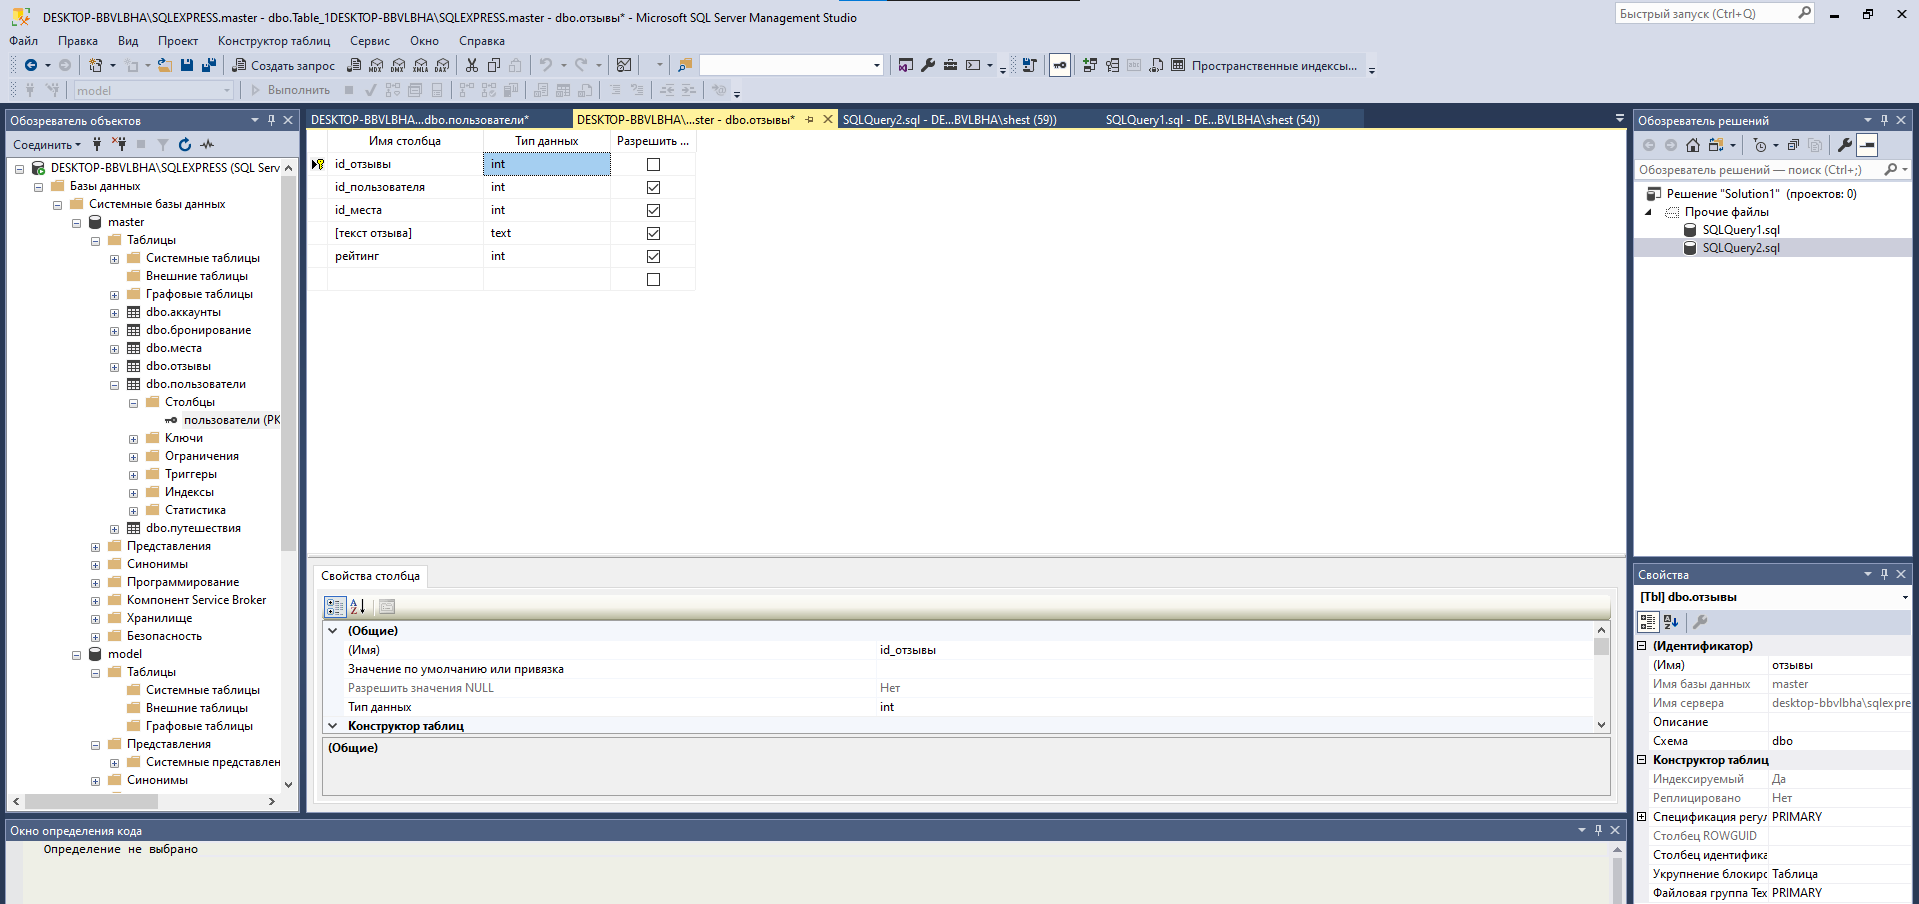 DESKTOP-BBVLBHA\SQLEXPRESS.master - dbo.Table_1DESKTOP-BBVLBHA\SQLEXPRESS.master - dbo.отзывы* - Microsoft SQL Server Management Studio
Быстрый запуск (Ctrl+Q)
Файл Правка Вид Проект Конструктор таблиц Сервис Окно Справка
Создать запрос MDX DMX XMLA DAX Пространственные индексы...
model Выполнить
Обозреватель объектов
Соединить
DESKTOP-BBVLBHA\SQLEXPRESS (SQL Serv
Базы данных
Системные базы данных
master
Таблицы
Системные таблицы
Внешние таблицы
Графовые таблицы
dbo.аккаунты
dbo.бронирование
dbo.места
dbo.отзывы
dbo.пользователи
Столбцы
пользователи (PK
Ключи
Ограничения
Триггеры
Индексы
Статистика
dbo.путешествия
Представления
Синонимы
Программирование
Компонент Service Broker
Хранилище
Безопасность
model
Таблицы
Системные таблицы
Внешние таблицы
Графовые таблицы
Представления
Системные представлен
Синонимы
DESKTOP-BBVLBHA...dbo.пользователи* DESKTOP-BBVLBHA\...ster - dbo.отзывы* SQLQuery2.sql - DE...BVLBHA\shest (59)) SQLQuery1.sql - DE...BVLBHA\shest (54))
Имя столбца Тип данных Разрешить ...
id_отзывы int
id_пользователя int
id_места int
[текст отзыва] text
рейтинг int
Свойства столбца
(Общие)
(Имя) id_отзывы
Значение по умолчанию или привязка
Разрешить значения NULL Нет
Тип данных int
Конструктор таблиц
(Общие)
Обозреватель решений
Обозреватель решений — поиск (Ctrl+;)
Решение "Solution1" (проектов: 0)
Прочие файлы
SQLQuery1.sql
SQLQuery2.sql
Свойства
[Tbl] dbo.отзывы
(Идентификатор)
(Имя) отзывы
Имя базы данных master
Имя сервера desktop-bbvlbha\sqlexpre
Описание
Схема dbo
Конструктор таблиц
Индексируемый Да
Реплицировано Нет
Спецификация регул PRIMARY
Столбец ROWGUID
Столбец идентифика
Укрупнение блокирс Таблица
Файловая группа Тех PRIMARY
Окно определения кода
Определение не выбрано